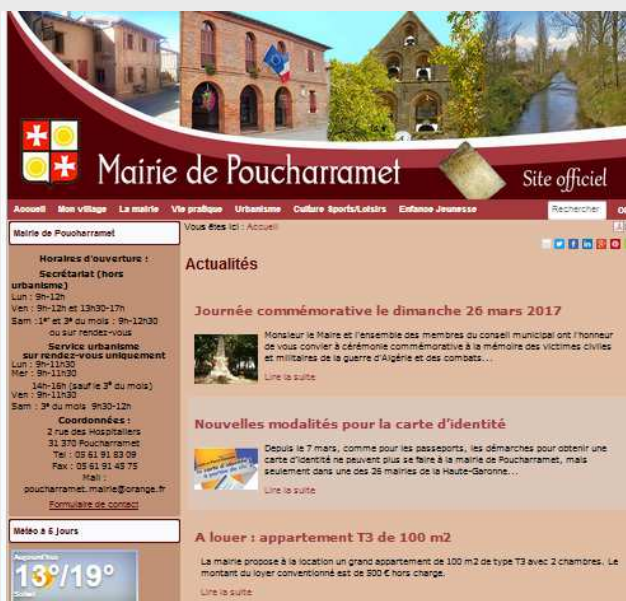 Mairie de Poucharramet
Site officiel
Accueil Mon village La mairie Vie pratique Urbanisme Culture Sports/Loisirs Enfance Jeunesse
Rechercher
Mairie de Poucharramet
Horaires d'ouverture :
Secrétariat (hors
urbanisme)
Lun : 9h-12h
Ven : 9h-12h et 13h30-17h
Sam :1er et 3e du mois : 9h-12h30
ou sur rendez-vous
Service urbanisme
sur rendez-vous uniquement
Lun : 9h-11h30
Mer : 9h-11h30
14h-16h (sauf le 3e du mois)
Ven : 9h-11h30
Sam : 3e du mois 9h30-12h
Coordonnées :
2 rue des Hospitaliers
31 370 Poucharramet
Tel : 05 61 91 83 09
Fax : 05 61 91 45 75
Mail :
poucharramet.mairie@orange.fr
Formulaire de contact
Météo à 5 jours
Aujourd'hui
13°/19°
Soleil
Vous êtes ici : Accueil
Actualités
Journée commémorative le dimanche 26 mars 2017
Monsieur le Maire et l'ensemble des membres du conseil municipal ont l'honneur
de vous convier à cérémonie commémorative à la mémoire des victimes civiles
et militaires de la guerre d'Algérie et des combats...
Lire la suite
Nouvelles modalités pour la carte d'identité
Depuis le 7 mars, comme pour les passeports, les démarches pour obtenir une
carte d'identité ne peuvent plus se faire à la mairie de Poucharramet, mais
seulement dans une des 26 mairies de la Haute-Garonne...
Lire la suite
A louer : appartement T3 de 100 m2
La mairie propose à la location un grand appartement de 100 m2 de type T3 avec 2 chambres. Le
montant du loyer conventionné est de 500 € hors charge.
Lire la suite